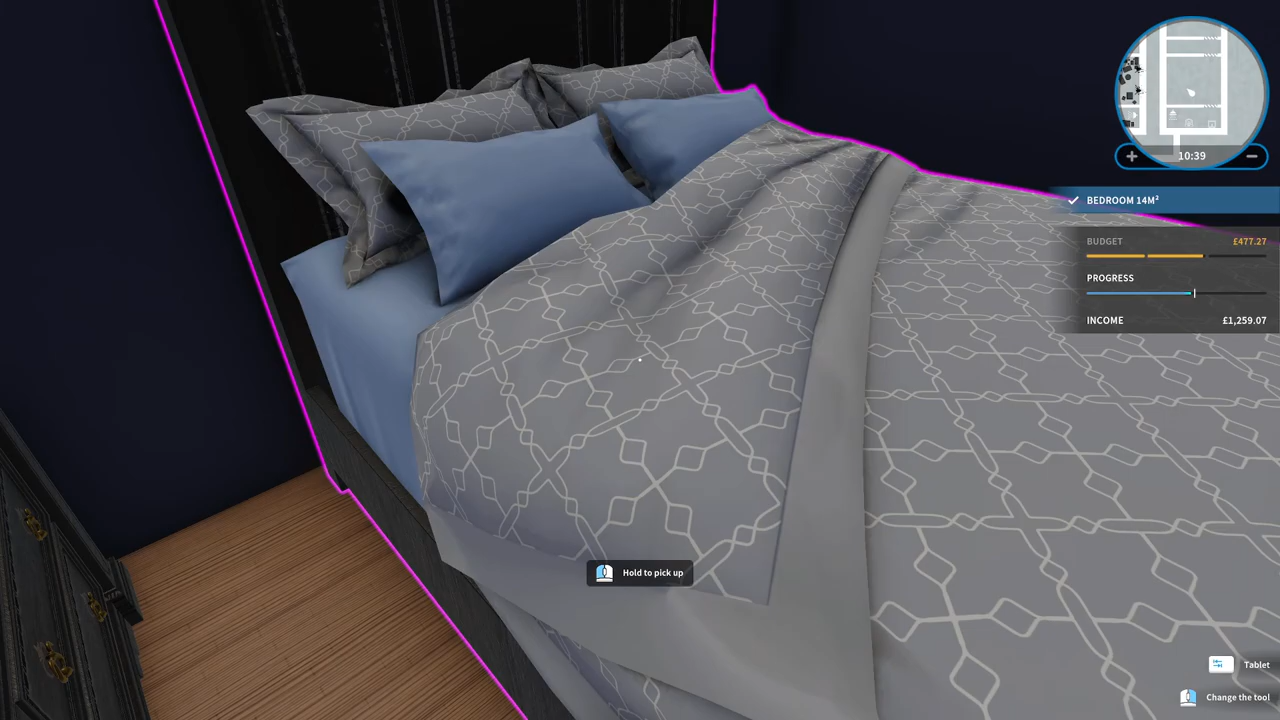 10:39
BEDROOM 14M²
BUDGET £477.27
PROGRESS
INCOME £1,259.07
Hold to pick up
Tablet
Change the tool